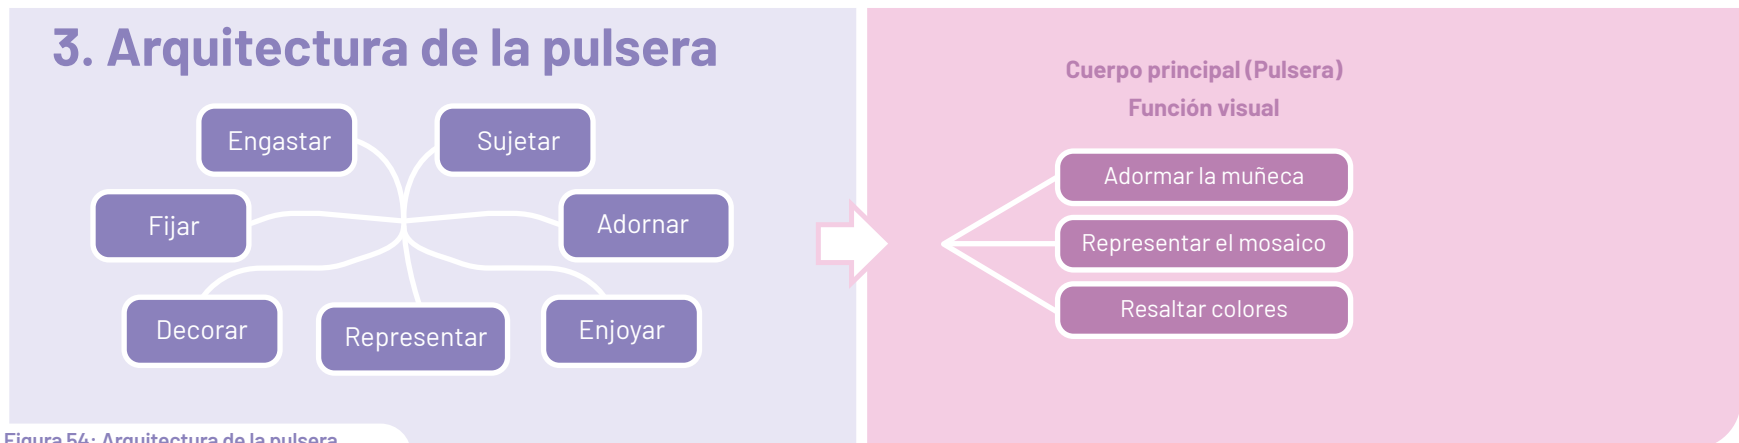 3. Arquitectura de la pulsera
Engastar
Sujetar
Fijar
Adornar
Decorar
Representar
Enjoyar
Cuerpo principal (Pulsera)
Función visual
Adormar la muñeca
Representar el mosaico
Resaltar colores
Figura 54: Arquitectura de la pulsera